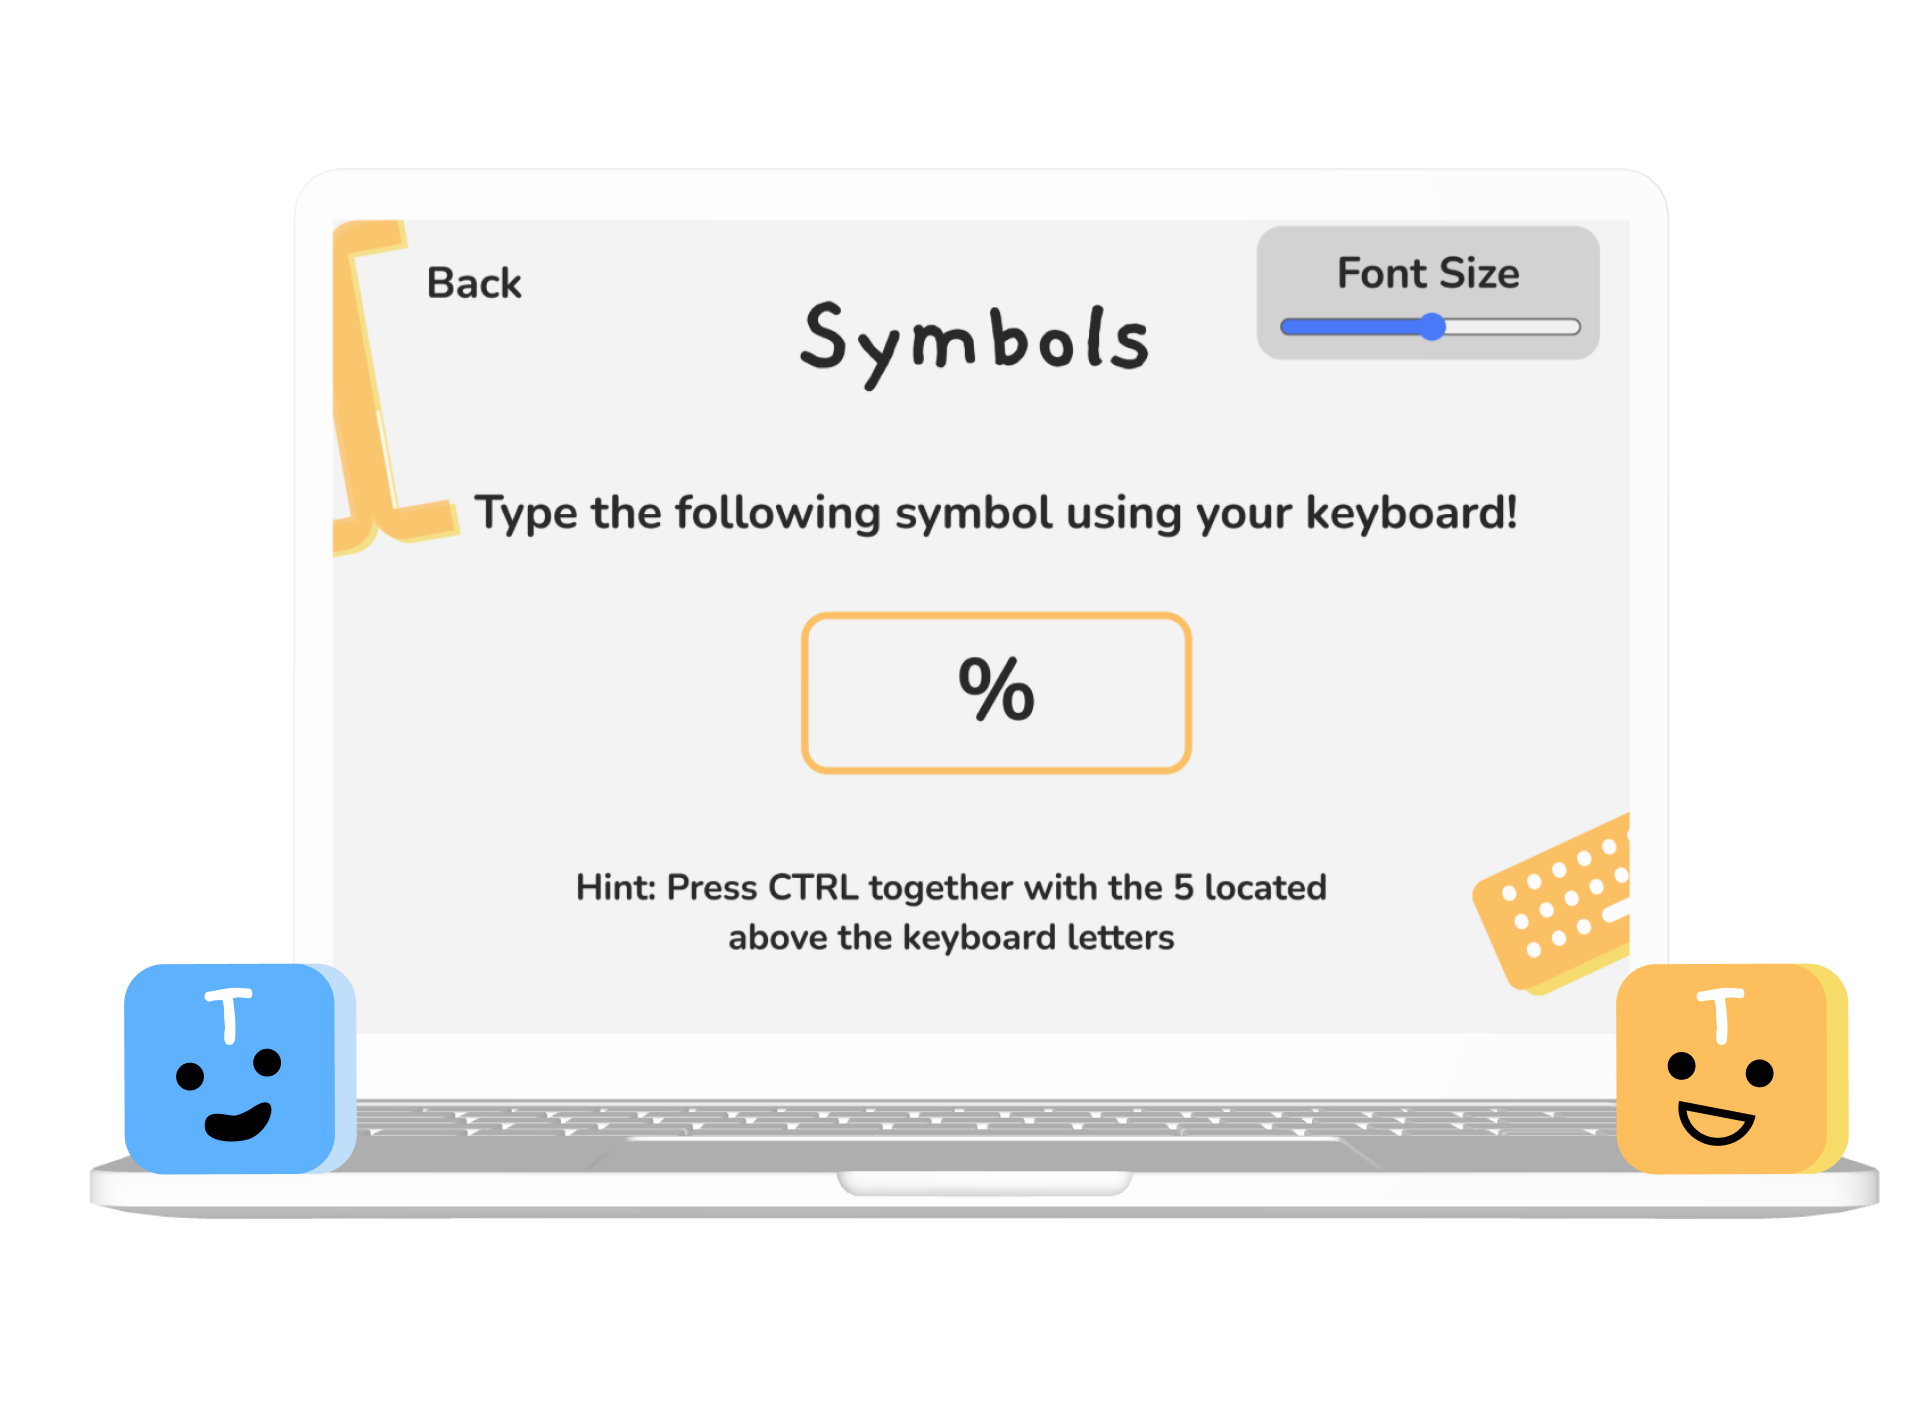 Back
Font Size
Symbols
Type the following symbol using your keyboard!
%
Hint: Press CTRL together with the 5 located
above the keyboard letters
T
T